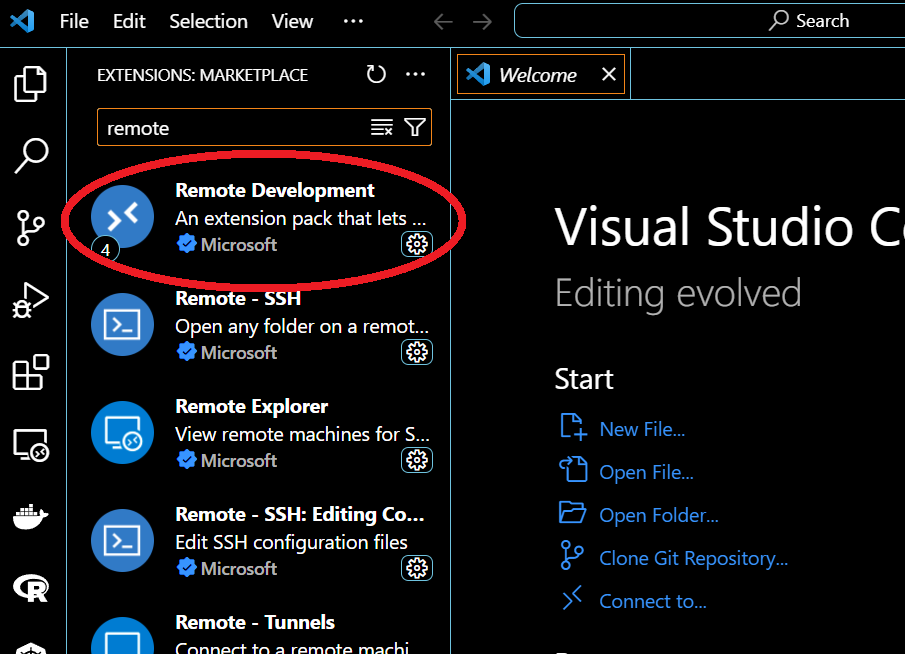 File Edit Selection View ... Search
EXTENSIONS: MARKETPLACE
Welcome
remote
Remote Development
An extension pack that lets ...
Microsoft
4
Remote - SSH
Open any folder on a remot...
Microsoft
Remote Explorer
View remote machines for S...
Microsoft
Remote - SSH: Editing Co...
Edit SSH configuration files
Microsoft
Remote - Tunnels
Connect to a remote machi
Visual Studio C
Editing evolved
Start
New File...
Open File...
Open Folder...
Clone Git Repository...
Connect to...
R